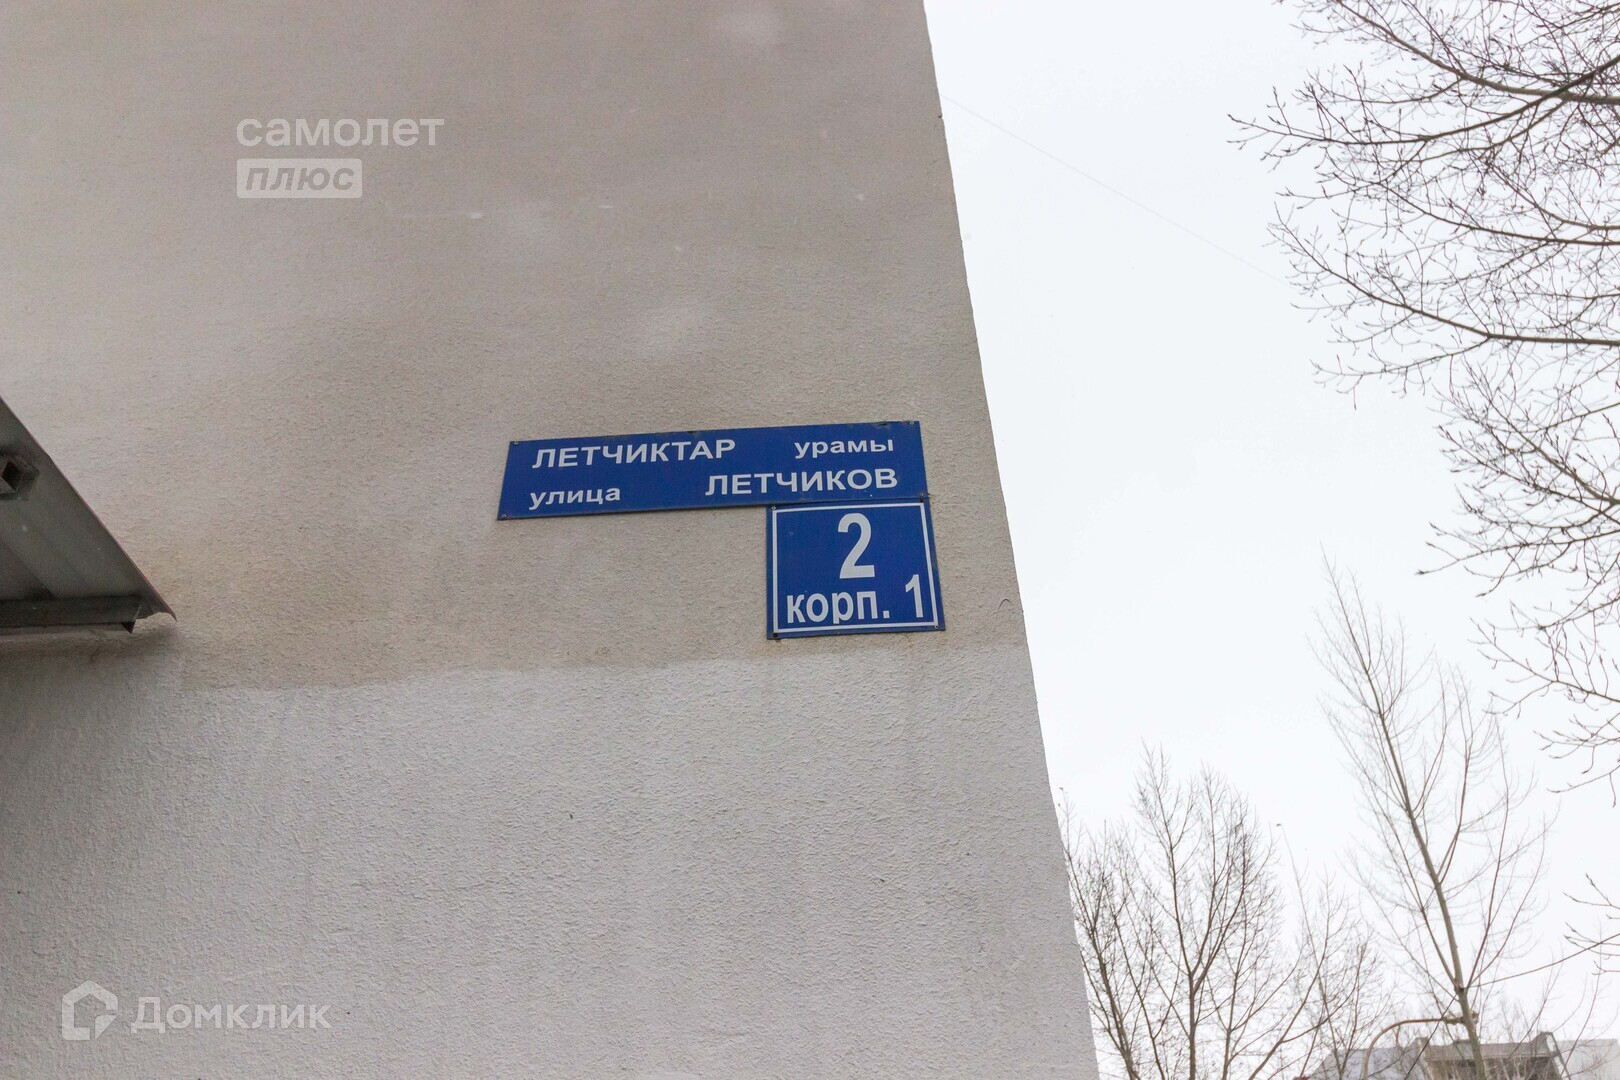 самолет
плюс
ЛЕТЧИКТАР урамы
улица ЛЕТЧИКОВ
2
корп. 1
Домклик